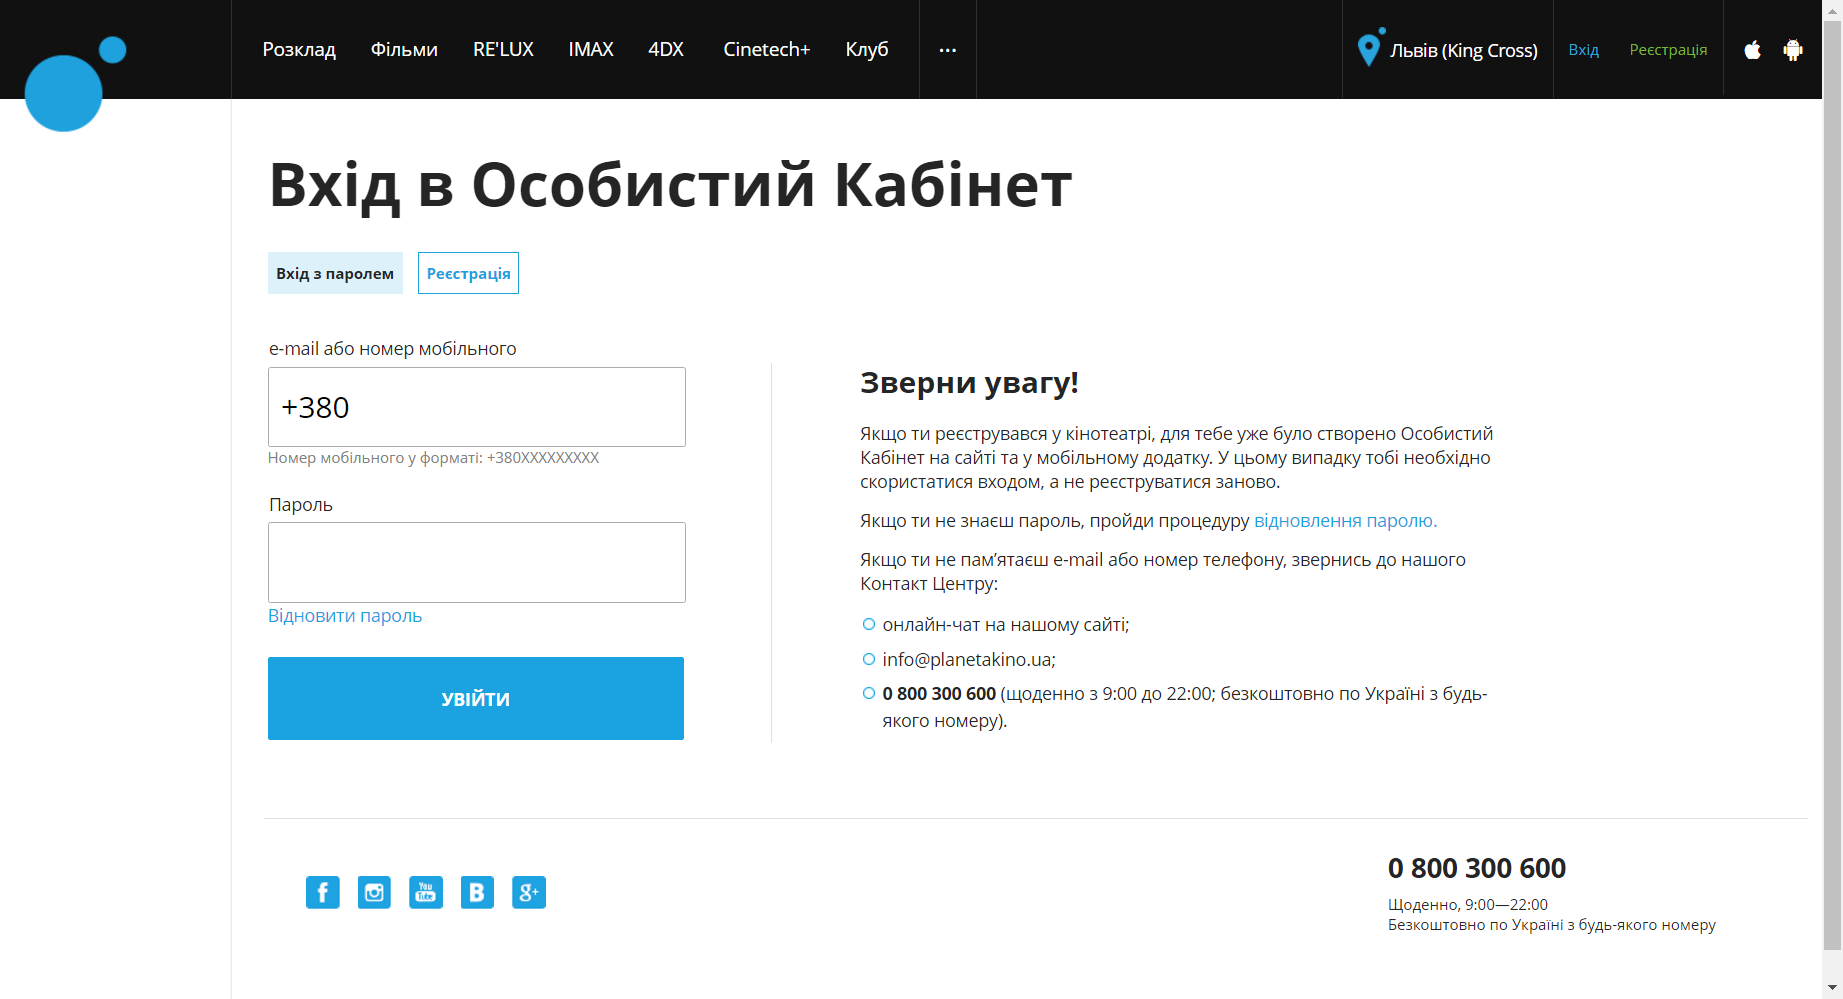 Розклад Фільми RE'LUX IMAX 4DX Cinetech+ Клуб ... Львів (King Cross) Вхід Реєстрація
Вхід в Особистий Кабінет
Вхід з паролем Реєстрація
e-mail або номер мобільного
+380
Номер мобільного у форматі: +380XXXXXXXXX
Пароль
Відновити пароль
УВІЙТИ
Зверни увагу!
Якщо ти реєструвався у кінотеатрі, для тебе уже було створено Особистий
Кабінет на сайті та у мобільному додатку. У цьому випадку тобі необхідно
скористатися входом, а не реєструватися заново.
Якщо ти не знаєш пароль, пройди процедуру відновлення паролю.
Якщо ти не пам’ятаєш e-mail або номер телефону, звернись до нашого
Контакт Центру:
онлайн-чат на нашому сайті;
info@planetakino.ua;
0 800 300 600 (щоденно з 9:00 до 22:00; безкоштовно по Україні з будь-
якого номеру).
f You Tube B g+
0 800 300 600
Щоденно, 9:00—22:00
Безкоштовно по Україні з будь-якого номеру